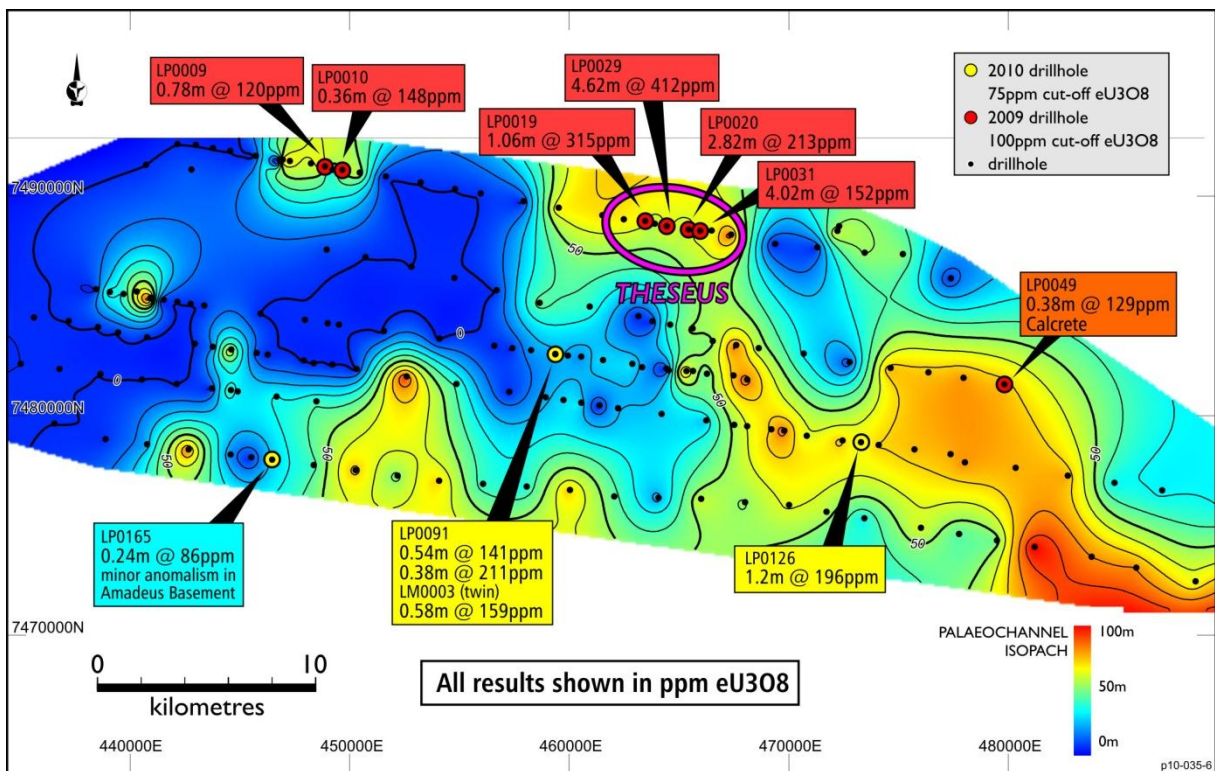 LP0009
0.78m @ 120ppm
LP0010
0.36m @ 148ppm
LP0029
4.62m @ 412ppm
LP0019
1.06m @ 315ppm
LP0020
2.82m @ 213ppm
LP0031
4.02m @ 152ppm
2010 drillhole
75ppm cut-off eU3O8
2009 drillhole
100ppm cut-off eU3O8
drillhole
7490000N
50
THESEUS
LP0049
0.38m @ 129ppm
Calcrete
0
0
7480000N
50
50
50
50
50
LP0165
0.24m @ 86ppm
minor anomalism in
Amadeus Basement
LP0091
0.54m @ 141ppm
0.38m @ 211ppm
LM0003 (twin)
0.58m @ 159ppm
LP0126
1.2m @ 196ppm
7470000N
0 10
kilometres
All results shown in ppm eU3O8
PALAEOCHANNEL
ISOPACH
100m
50m
0m
440000E 450000E 460000E 470000E 480000E
p10-035-6